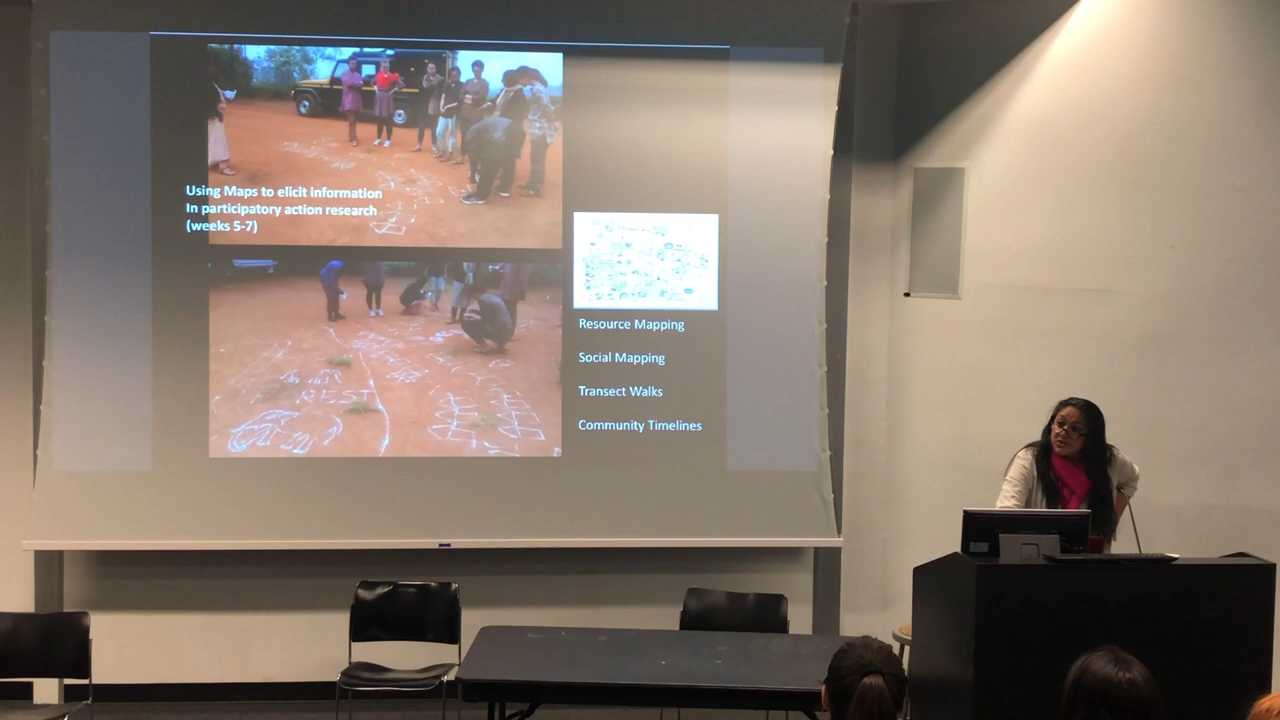 Using Maps to elicit information
In participatory action research
(weeks 5-7)
REST
Resource Mapping
Social Mapping
Transect Walks
Community Timelines